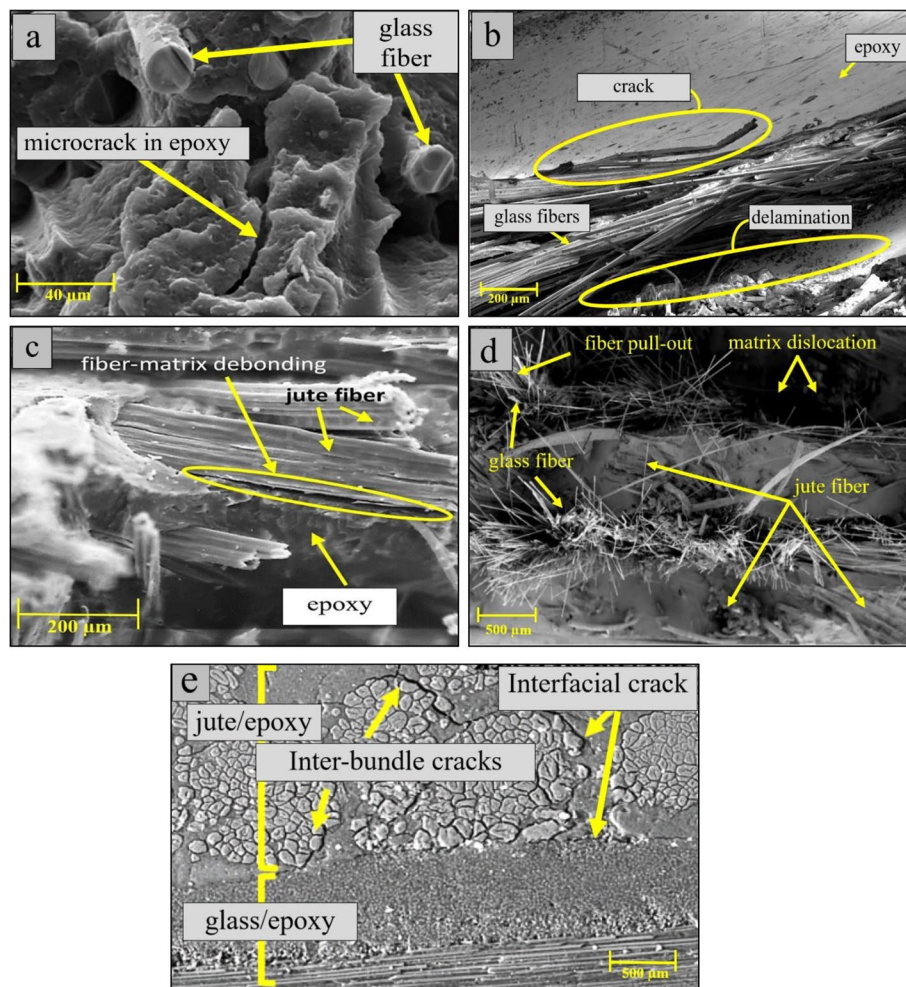 a
glass
fiber
microcrack in epoxy
40 µm
b
epoxy
crack
glass fibers
delamination
200 µm
c
fiber-matrix debonding
jute fiber
epoxy
200 µm
d
fiber pull-out
matrix dislocation
glass fiber
jute fiber
500 µm
e
Interfacial crack
jute/epoxy
Inter-bundle cracks
glass/epoxy
500 µm